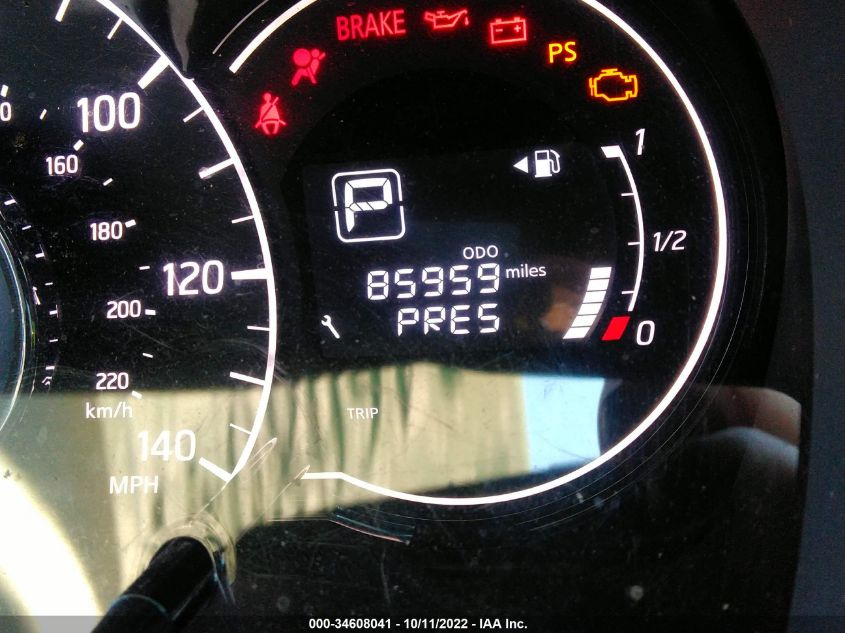 BRAKE
PS
100
160
180
120
200
220
km/h
140
MPH
P
1
1/2
0
ODO
85959 miles
PRES
TRIP
000-34608041 - 10/11/2022 - IAA Inc.